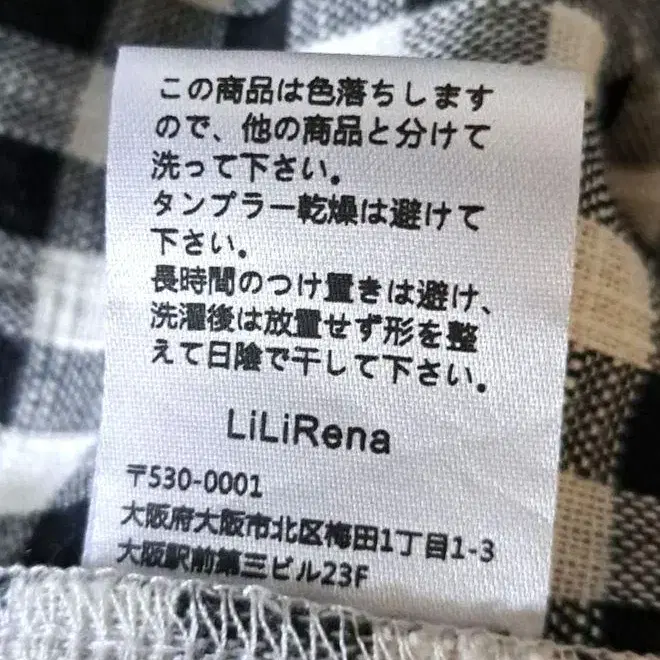 この商品は色落ちします
ので、他の商品と分けて
洗って下さい。
タンプラー乾燥は避けて
下さい。
長時間のつけ置きは避け、
洗濯後は放置せず形を整
えて日陰で干して下さい。
LiLiRena
〒530-0001
大阪府大阪市北区梅田1丁目1-3
大阪駅前第三ビル23F